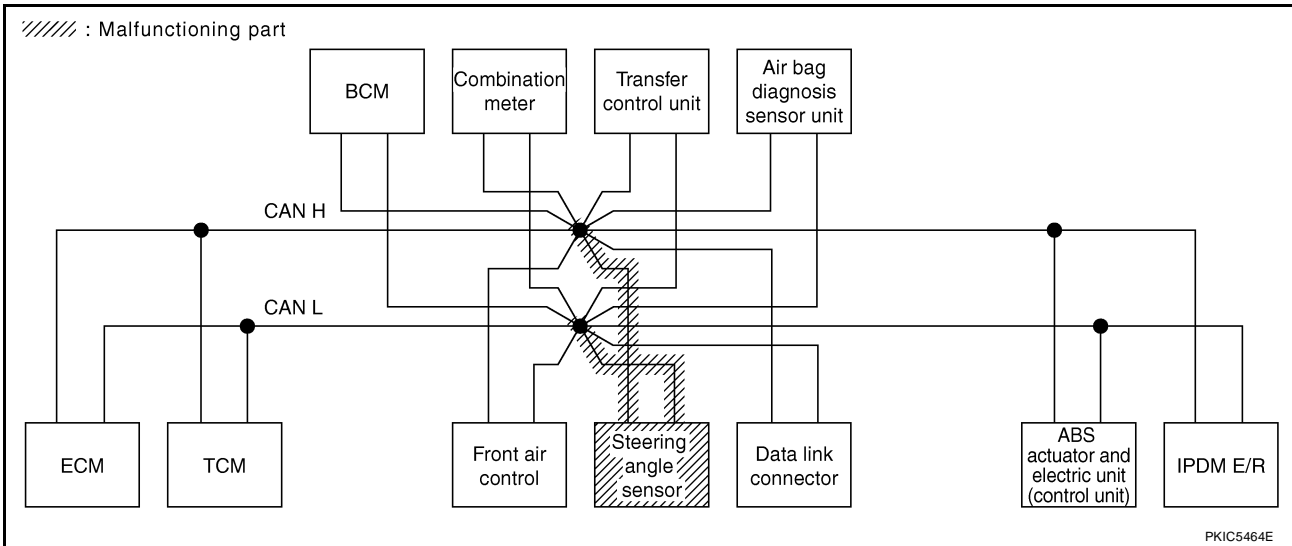 : Malfunctioning part
BCM
Combination
meter
Transfer
control unit
Air bag
diagnosis
sensor unit
CAN H
CAN L
ECM
TCM
Front air
control
Steering
angle
sensor
Data link
connector
ABS
actuator and
electric unit
(control unit)
IPDM E/R
PKIC5464E